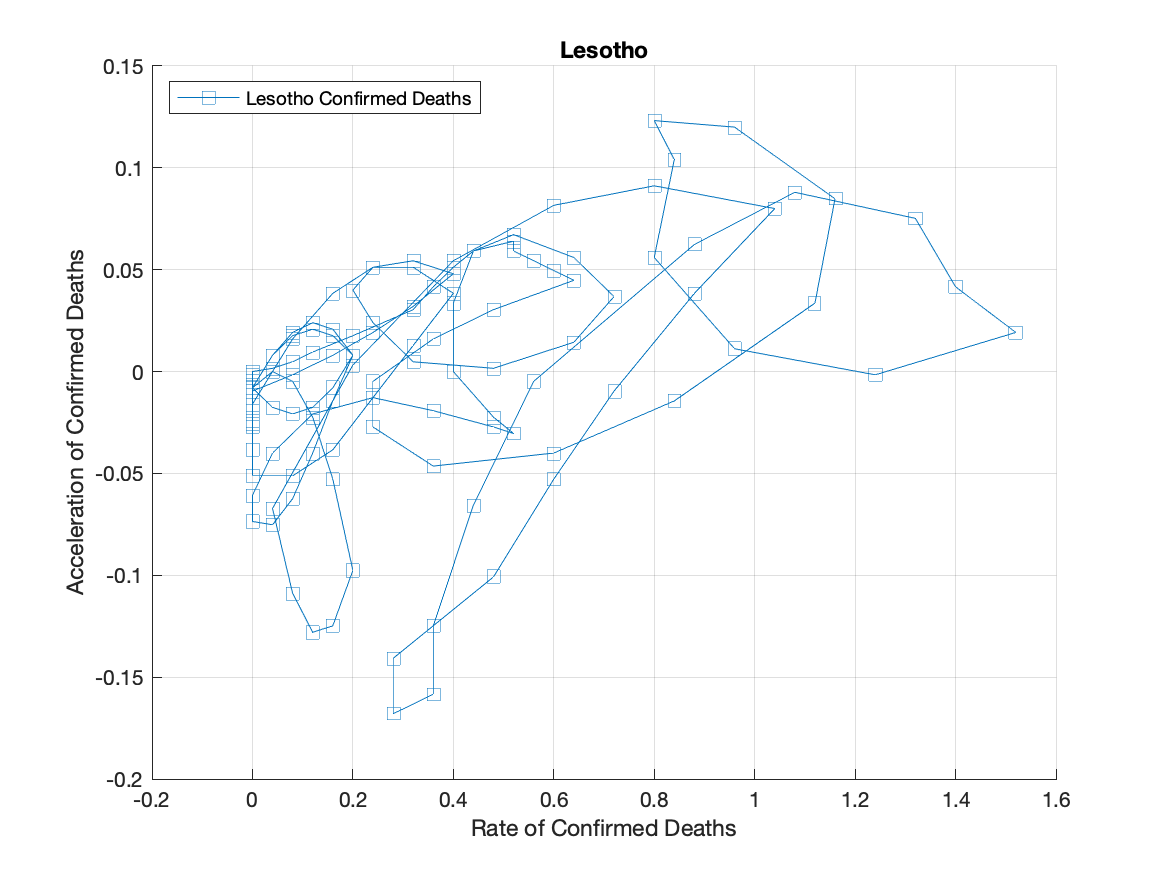 Lesotho
0.15
Lesotho Confirmed Deaths
0.1
0.05
0
-0.05
-0.1
-0.15
-0.2
Acceleration of Confirmed Deaths
-0.2 0 0.2 0.4 0.6 0.8 1 1.2 1.4 1.6
Rate of Confirmed Deaths